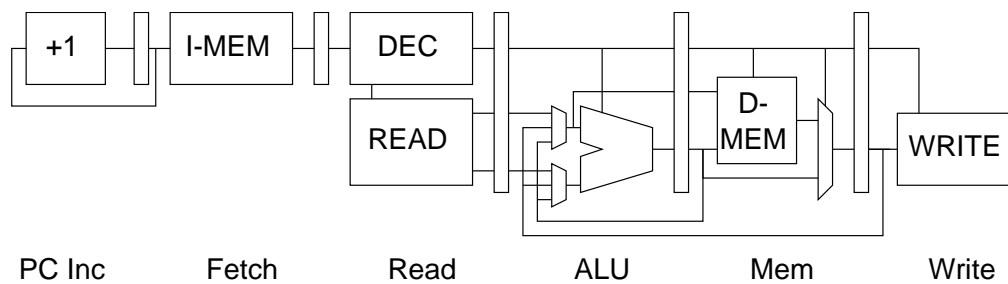 +1
I-MEM
DEC
READ
D-
MEM
WRITE
PC Inc
Fetch
Read
ALU
Mem
Write